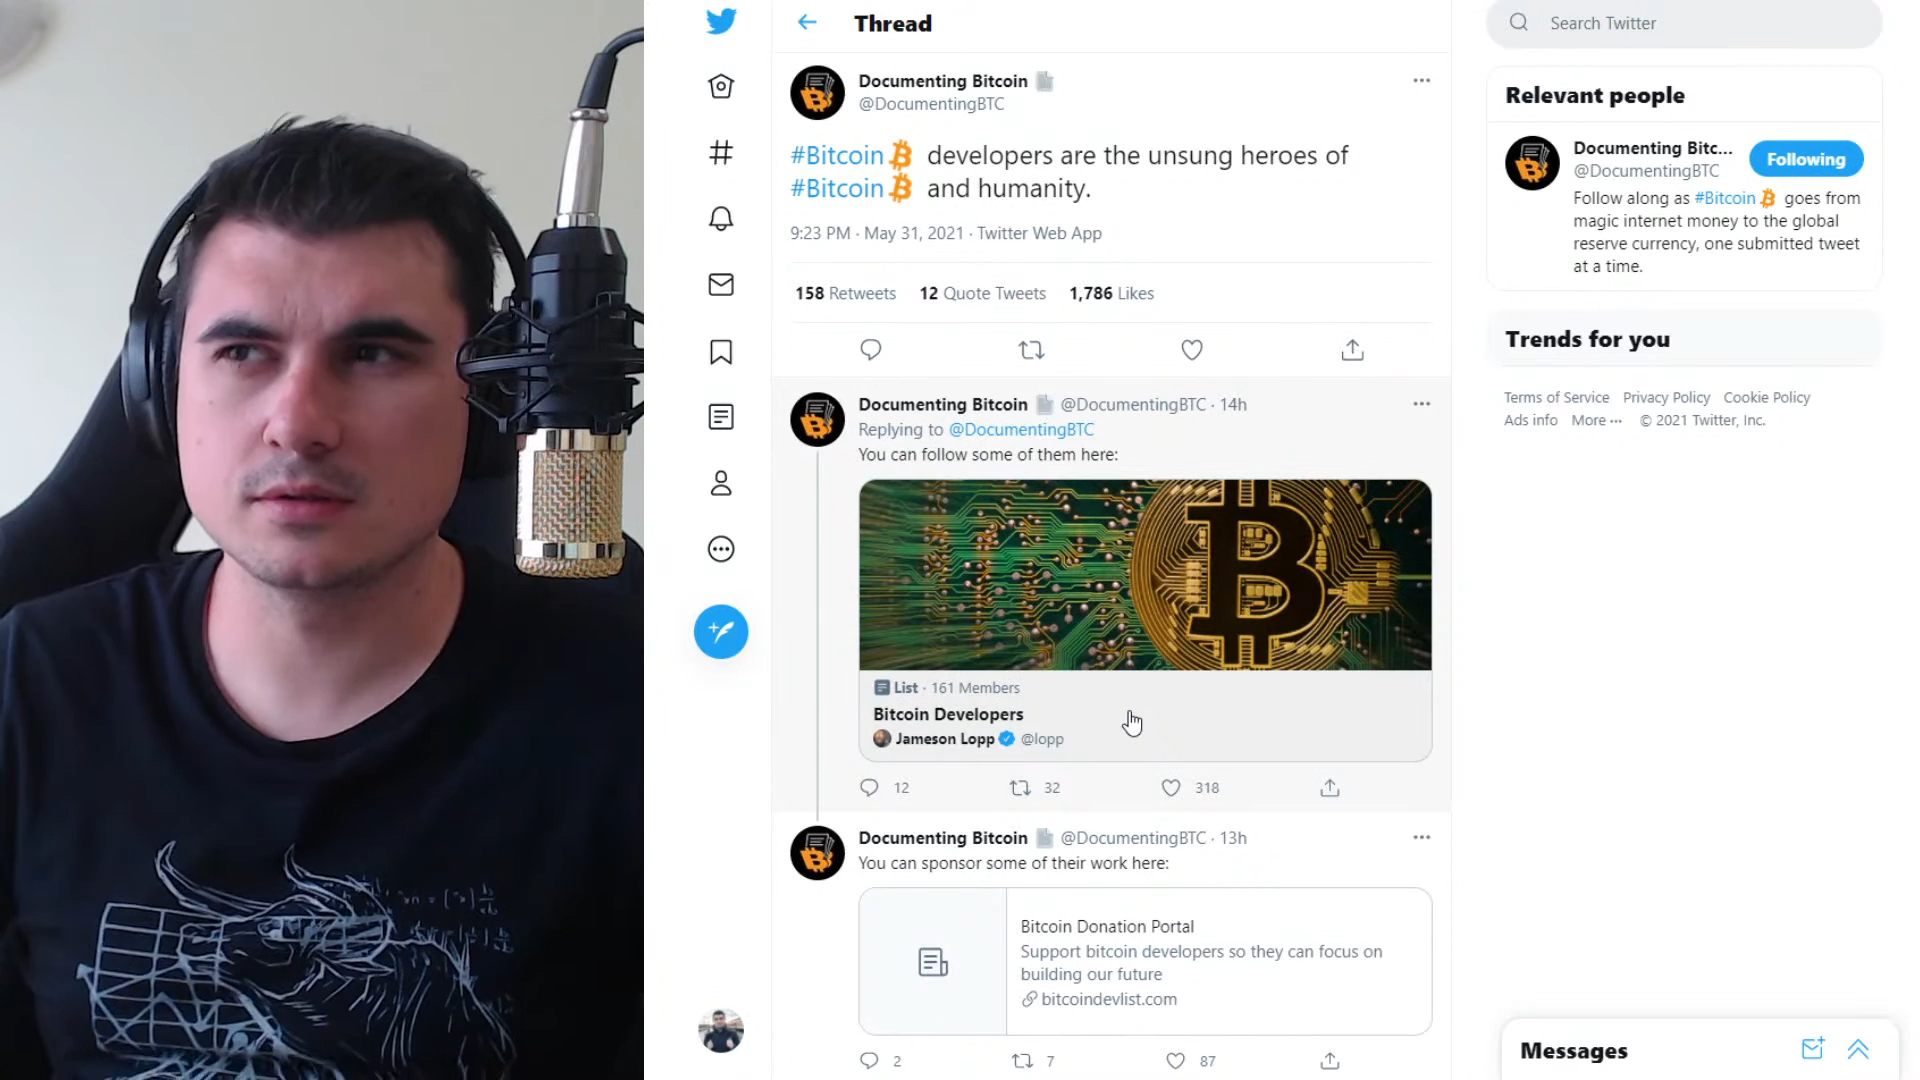 Thread
Search Twitter
Documenting Bitcoin
@DocumentingBTC
#Bitcoin developers are the unsung heroes of
#Bitcoin and humanity.
9:23 PM · May 31, 2021 · Twitter Web App
158 Retweets 12 Quote Tweets 1,786 Likes
Documenting Bitcoin @DocumentingBTC · 14h
Replying to @DocumentingBTC
You can follow some of them here:
List · 161 Members
Bitcoin Developers
Jameson Lopp @lopp
12 32 318
Documenting Bitcoin @DocumentingBTC · 13h
You can sponsor some of their work here:
Bitcoin Donation Portal
Support bitcoin developers so they can focus on
building our future
bitcoindevlist.com
2 7 87
Relevant people
Documenting Bitc...
@DocumentingBTC
Following
Follow along as #Bitcoin goes from
magic internet money to the global
reserve currency, one submitted tweet
at a time.
Trends for you
Terms of Service Privacy Policy Cookie Policy
Ads info More ··· © 2021 Twitter, Inc.
Messages